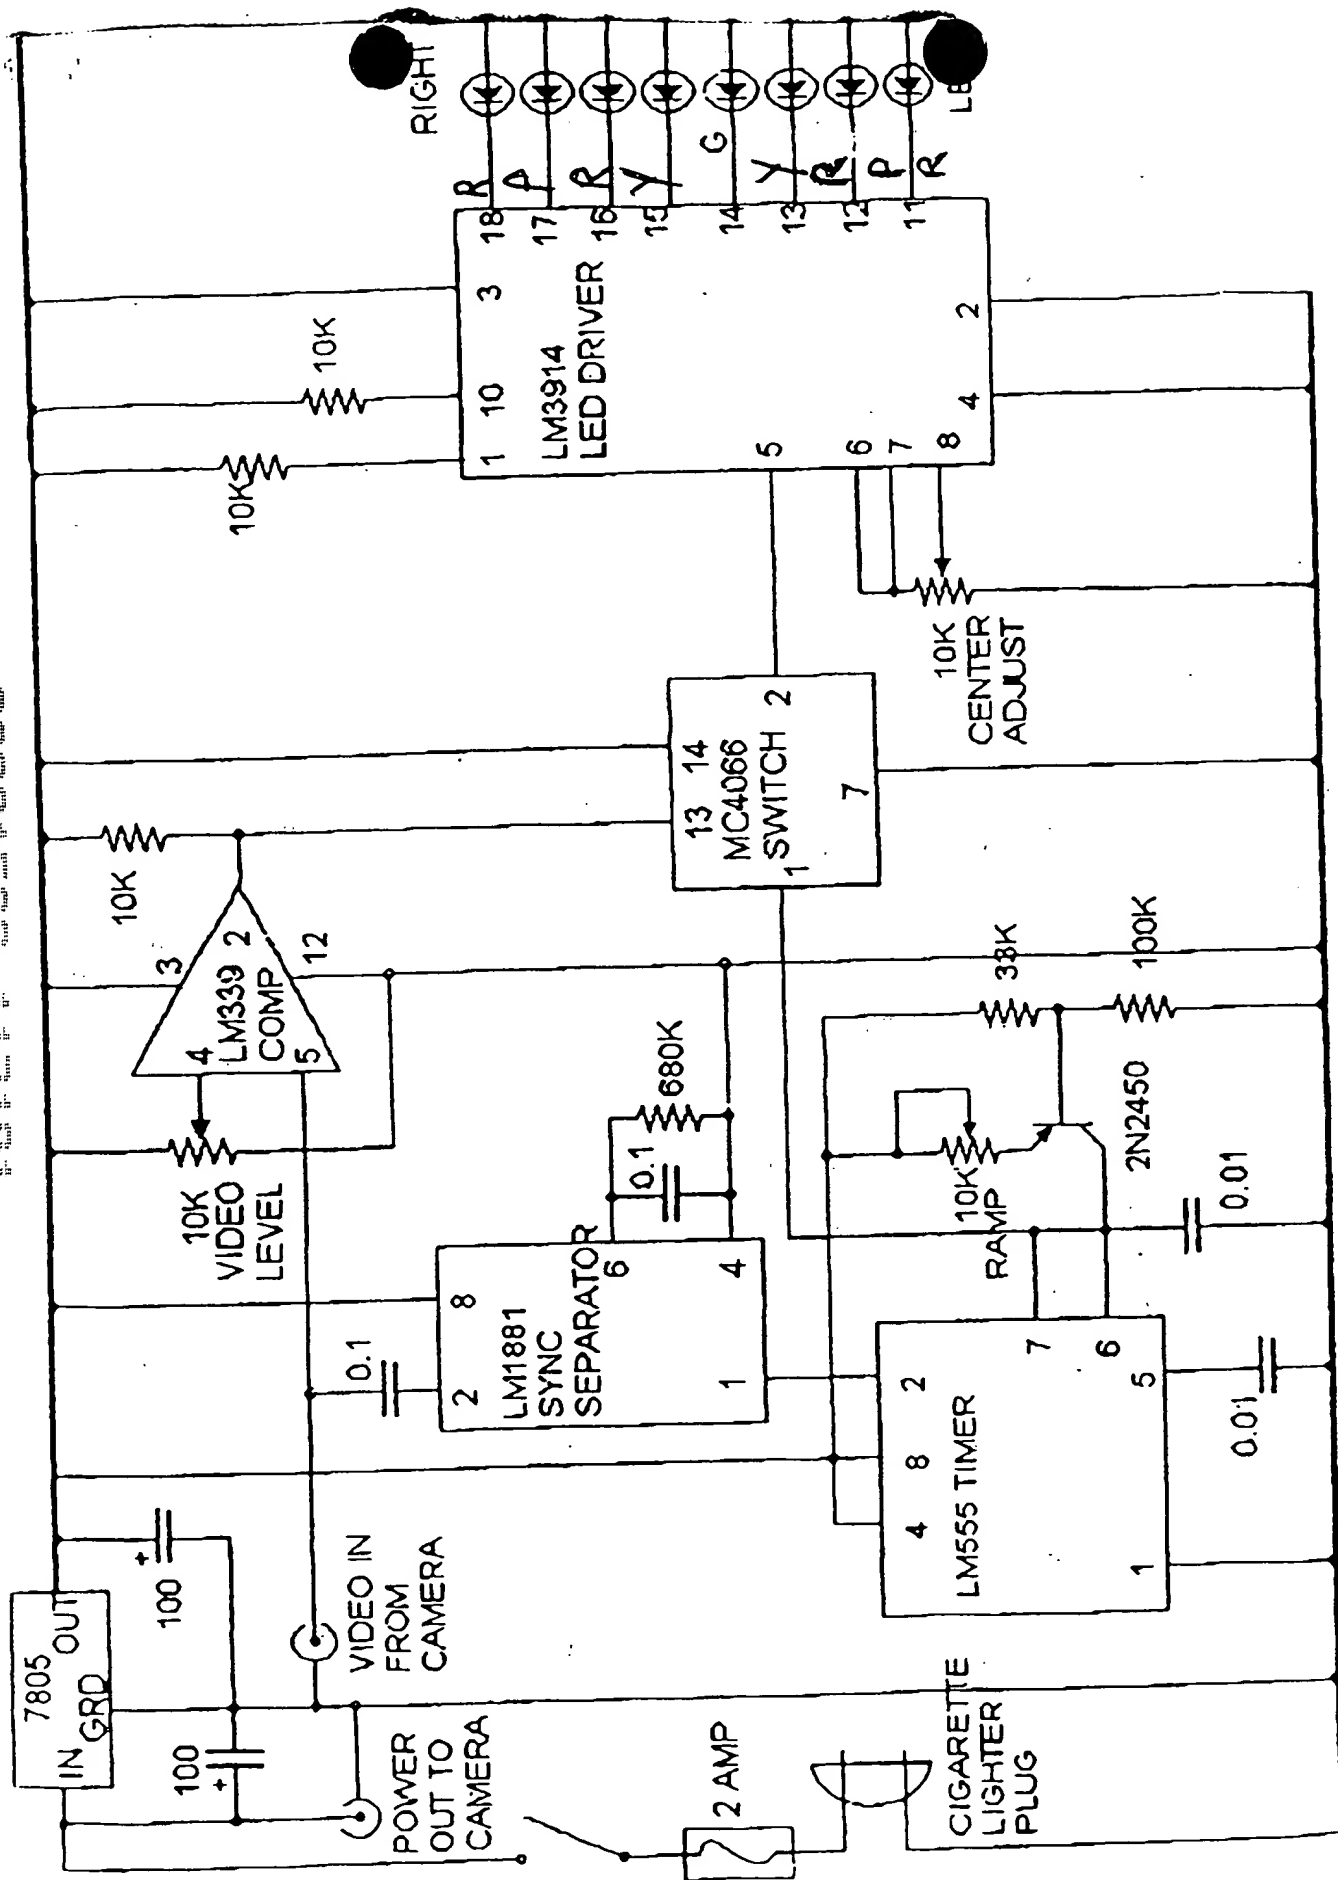 7805
IN
OUT
GRD
100
+
100
+
POWER
OUT TO
CAMERA
VIDEO IN
FROM
CAMERA
2 AMP
CIGARETTE
LIGHTER
PLUG
10K
VIDEO
LEVEL
0.1
4
5
3
2
12
LM339
COMP
10K
2
8
LM1881
SYNC
SEPARATOR
6
4
1
0.1
680K
4
8
2
LM555 TIMER
7
6
5
1
0.01
0.01
10K
RAMP
2N2450
33K
100K
13
14
MC4066
SWITCH
1
2
7
10K
CENTER
ADJUST
10K
10K
1
10
3
LM3914
LED DRIVER
5
6
7
8
4
2
18
17
16
15
14
13
12
11
R
R
Y
G
Y
R
R
RIGHT